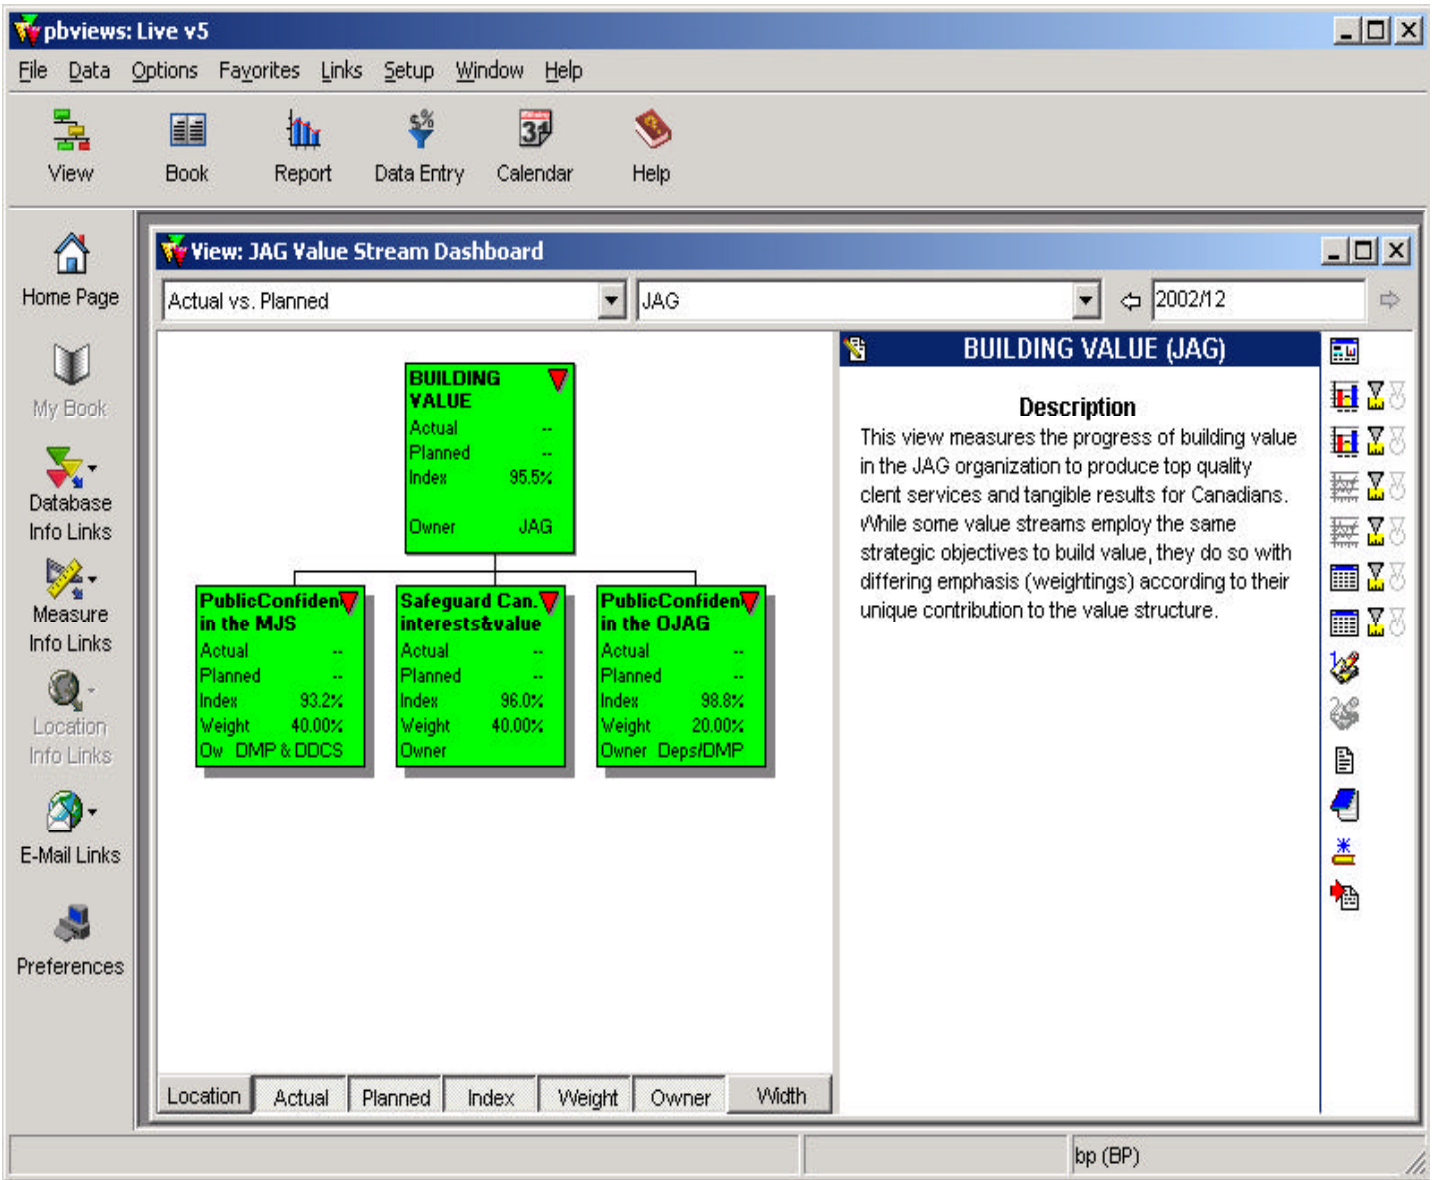 pbviews: Live v5
File Data Options Favorites Links Setup Window Help
View Book Report Data Entry Calendar Help
Home Page
My Book
Database
Info Links
Measure
Info Links
Location
Info Links
E-Mail Links
Preferences
View: JAG Value Stream Dashboard
Actual vs. Planned JAG 2002/12
BUILDING
VALUE
Actual --
Planned --
Index 95.5%
Owner JAG
PublicConfiden
in the MJS
Actual --
Planned --
Index 93.2%
Weight 40.00%
Ow DMP & DDCS
Safeguard Can.
interests&value
Actual --
Planned --
Index 96.0%
Weight 40.00%
Owner
PublicConfiden
in the OJAG
Actual --
Planned --
Index 98.8%
Weight 20.00%
Owner Deps/DMP
BUILDING VALUE (JAG)
Description
This view measures the progress of building value
in the JAG organization to produce top quality
clent services and tangible results for Canadians.
While some value streams employ the same
strategic objectives to build value, they do so with
differing emphasis (weightings) according to their
unique contribution to the value structure.
Location Actual Planned Index Weight Owner Width
bp (BP)